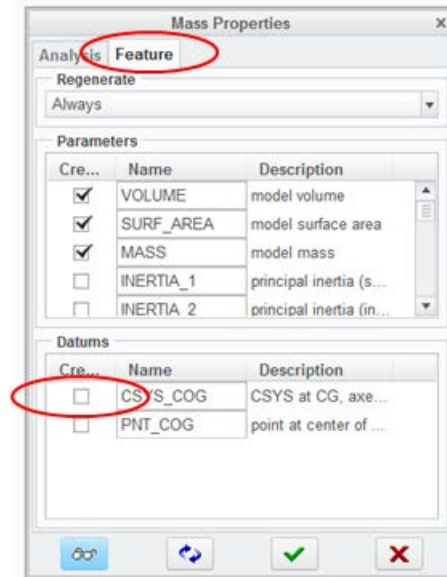 Mass Properties x
Analysis Feature
Regenerate
Always
Parameters
Cre... Name Description
VOLUME model volume
SURF_AREA model surface area
MASS model mass
INERTIA_1 principal inertia (s...
INERTIA_2 principal inertia (in...
Datums
Cre... Name Description
CSYS_COG CSYS at CG, axe...
PNT_COG point at center of ...